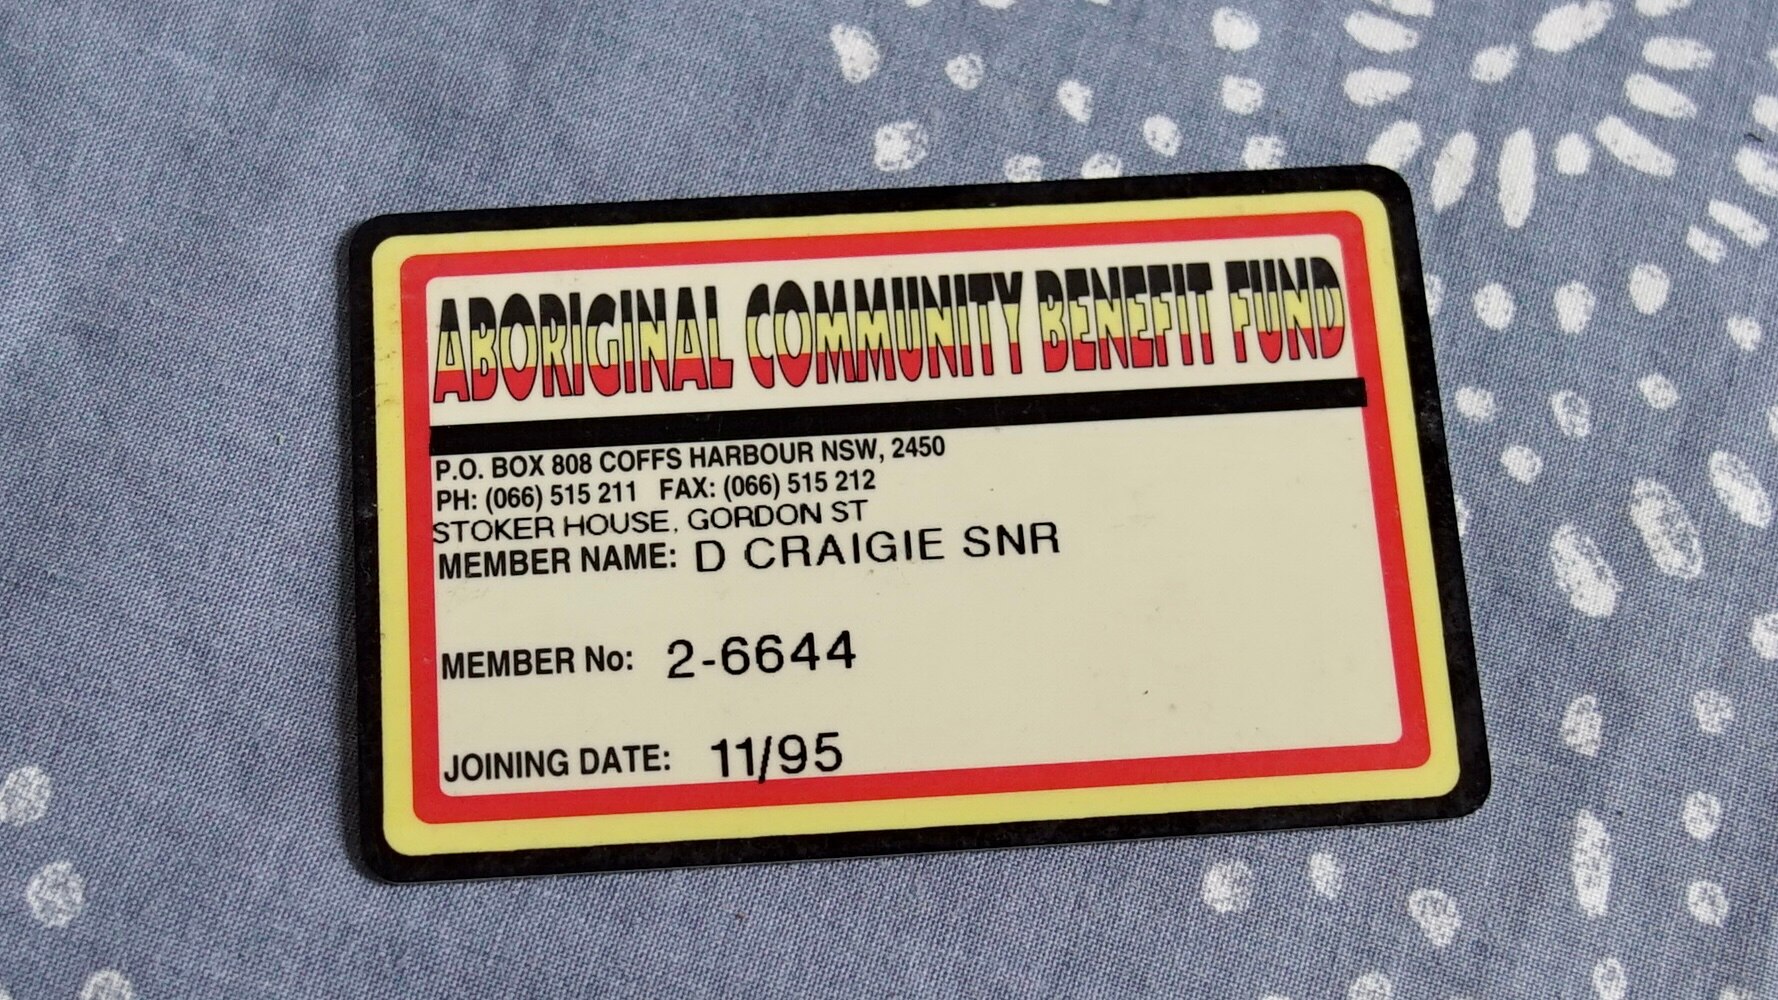 ABORIGINAL COMMUNITY BENEFIT FUND
P.O. BOX 808 COFFS HARBOUR NSW, 2450
PH: (066) 515 211 FAX: (066) 515 212
STOKER HOUSE, GORDON ST
MEMBER NAME: D CRAIGIE SNR
MEMBER No: 2-6644
JOINING DATE: 11/95